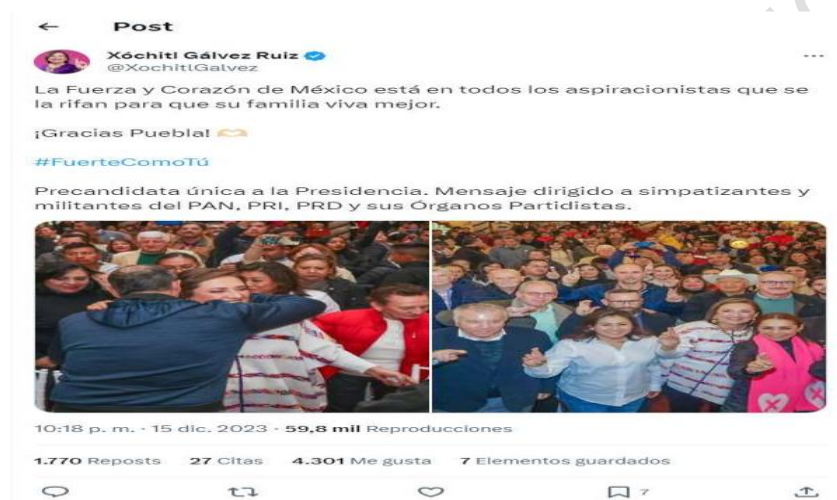 Post
Xóchitl Gálvez Ruiz
@XochitlGalvez
La Fuerza y Corazón de México está en todos los aspiracionistas que se
la rifan para que su familia viva mejor.
¡Gracias Puebla!
#FuerteComoTú
Precandidata única a la Presidencia. Mensaje dirigido a simpatizantes y
militantes del PAN, PRI, PRD y sus Órganos Partidistas.
10:18 p. m. · 15 dic. 2023 · 59,8 mil Reproducciones
1.770 Reposts 27 Citas 4.301 Me gusta 7 Elementos guardados
7